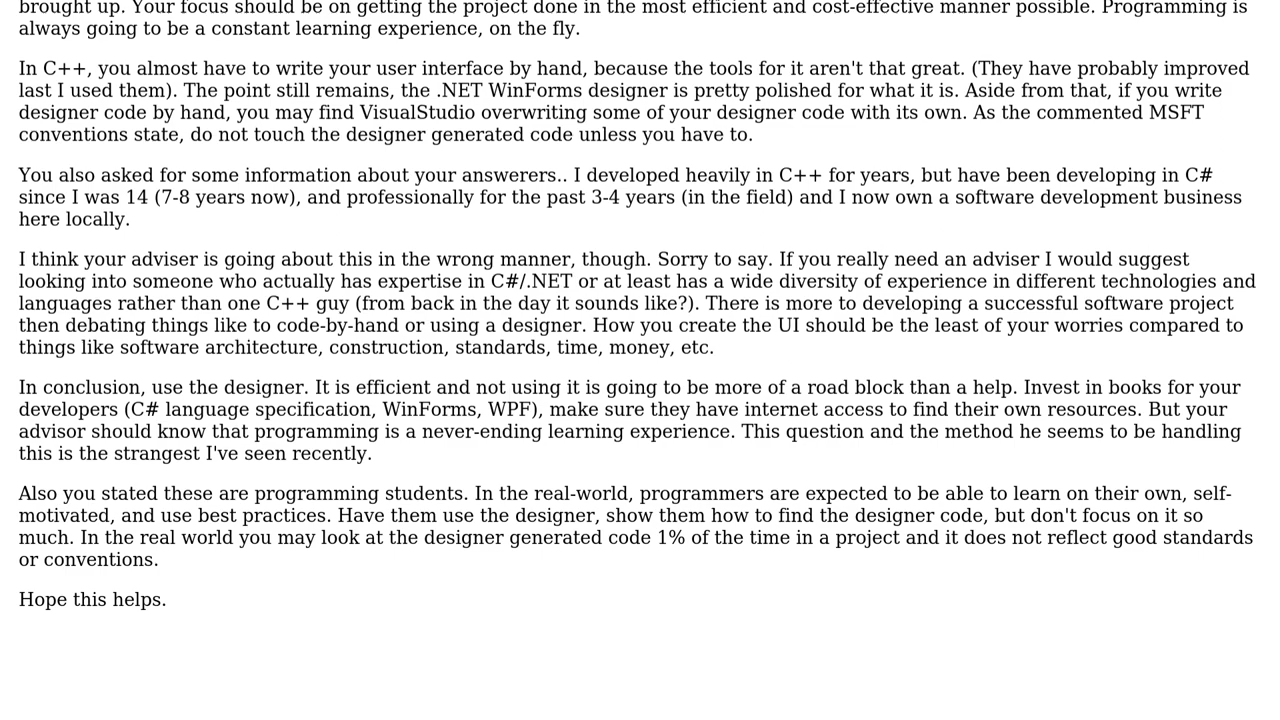 brought up. Your focus should be on getting the project done in the most efficient and cost-effective manner possible. Programming is
always going to be a constant learning experience, on the fly.
In C++, you almost have to write your user interface by hand, because the tools for it aren't that great. (They have probably improved
last I used them). The point still remains, the .NET WinForms designer is pretty polished for what it is. Aside from that, if you write
designer code by hand, you may find VisualStudio overwriting some of your designer code with its own. As the commented MSFT
conventions state, do not touch the designer generated code unless you have to.
You also asked for some information about your answerers.. I developed heavily in C++ for years, but have been developing in C#
since I was 14 (7-8 years now), and professionally for the past 3-4 years (in the field) and I now own a software development business
here locally.
I think your adviser is going about this in the wrong manner, though. Sorry to say. If you really need an adviser I would suggest
looking into someone who actually has expertise in C#/.NET or at least has a wide diversity of experience in different technologies and
languages rather than one C++ guy (from back in the day it sounds like?). There is more to developing a successful software project
then debating things like to code-by-hand or using a designer. How you create the UI should be the least of your worries compared to
things like software architecture, construction, standards, time, money, etc.
In conclusion, use the designer. It is efficient and not using it is going to be more of a road block than a help. Invest in books for your
developers (C# language specification, WinForms, WPF), make sure they have internet access to find their own resources. But your
advisor should know that programming is a never-ending learning experience. This question and the method he seems to be handling
this is the strangest I've seen recently.
Also you stated these are programming students. In the real-world, programmers are expected to be able to learn on their own, self-
motivated, and use best practices. Have them use the designer, show them how to find the designer code, but don't focus on it so
much. In the real world you may look at the designer generated code 1% of the time in a project and it does not reflect good standards
or conventions.
Hope this helps.